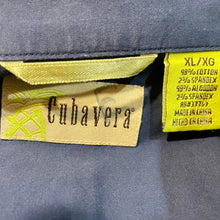 Cubavera®
XL/XG
98% COTTON
2% SPANDEX
98% ALGODON
2% SPANDEX
MADE IN CHINA
HECHO EN CHINA